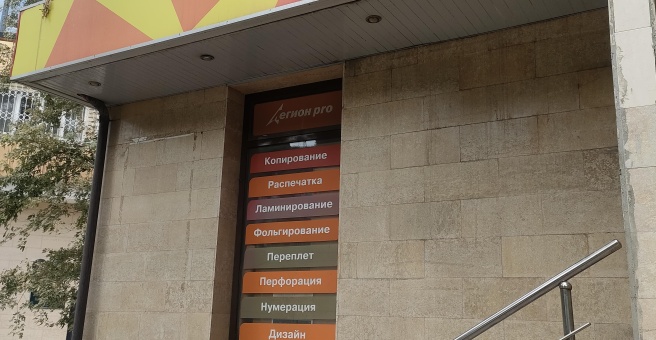 Легион pro
Копирование
Распечатка
Ламинирование
Фольгирование
Переплет
Перфорация
Нумерация
Дизайн